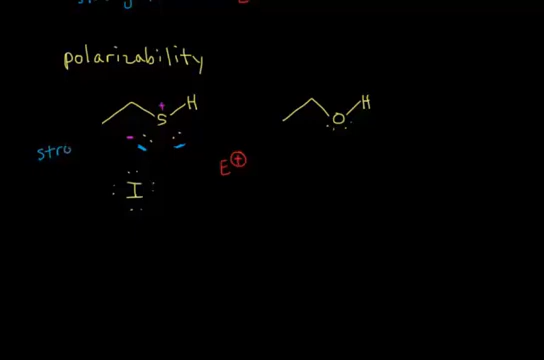 polarizability
+
S H
O H
-
stro
E +
I